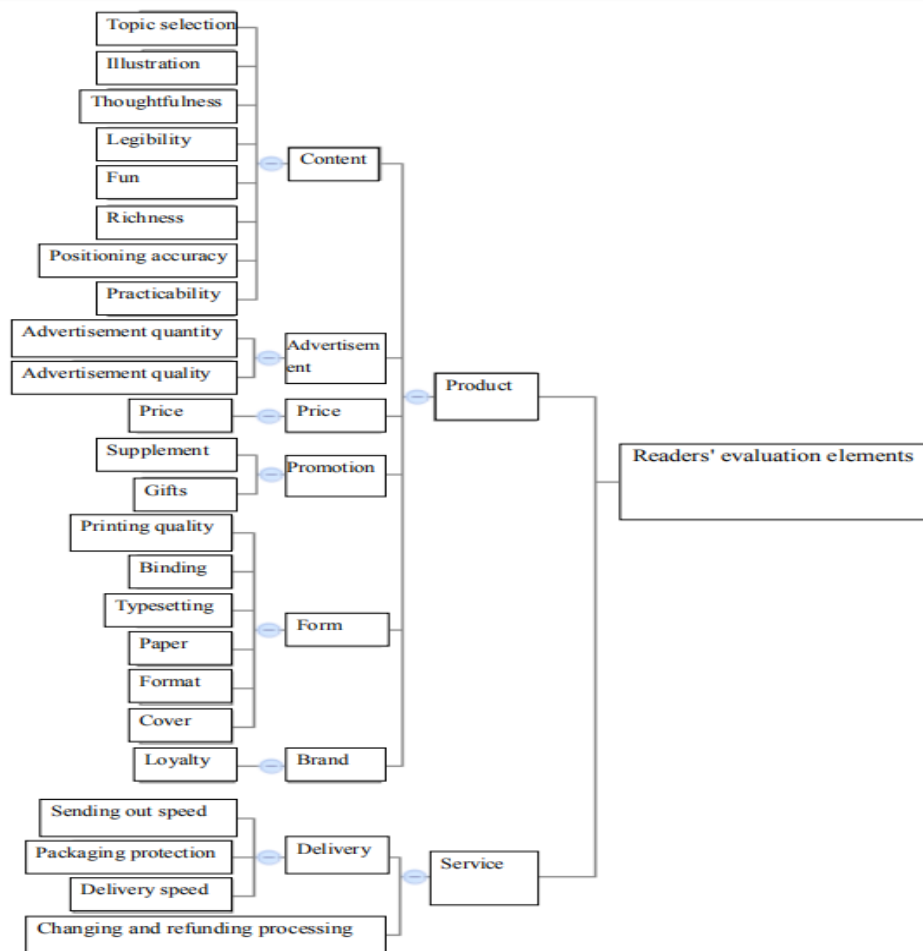 Topic selection
Illustration
Thoughtfulness
Legibility
Content
Fun
Richness
Positioning accuracy
Practicability
Advertisement quantity
Advertisem
ent
Advertisement quality
Product
Price
Price
Supplement
Promotion
Readers' evaluation elements
Gifts
Printing quality
Binding
Typesetting
Form
Paper
Format
Cover
Loyalty
Brand
Sending out speed
Delivery
Packaging protection
Service
Delivery speed
Changing and refunding processing